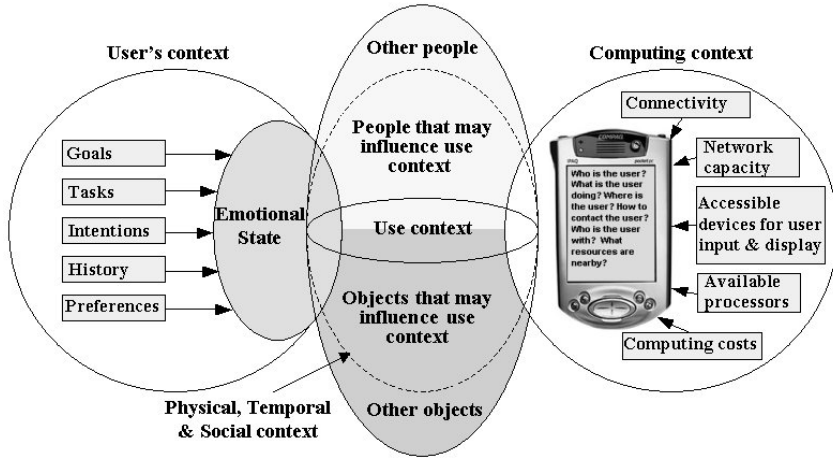 User's context
Goals
Tasks
Intentions
History
Preferences
Emotional
State
Other people
People that may
influence use
context
Use context
Objects that may
influence use
context
Other objects
Physical, Temporal
& Social context
Computing context
Connectivity
Network
capacity
Accessible
devices for user
input & display
Available
processors
Computing costs
COMPAQ
iPAQ
Who is the user?
What is the user
doing? Where is
the user? How to
contact the user?
Who is the user
with? What
resources are
nearby?